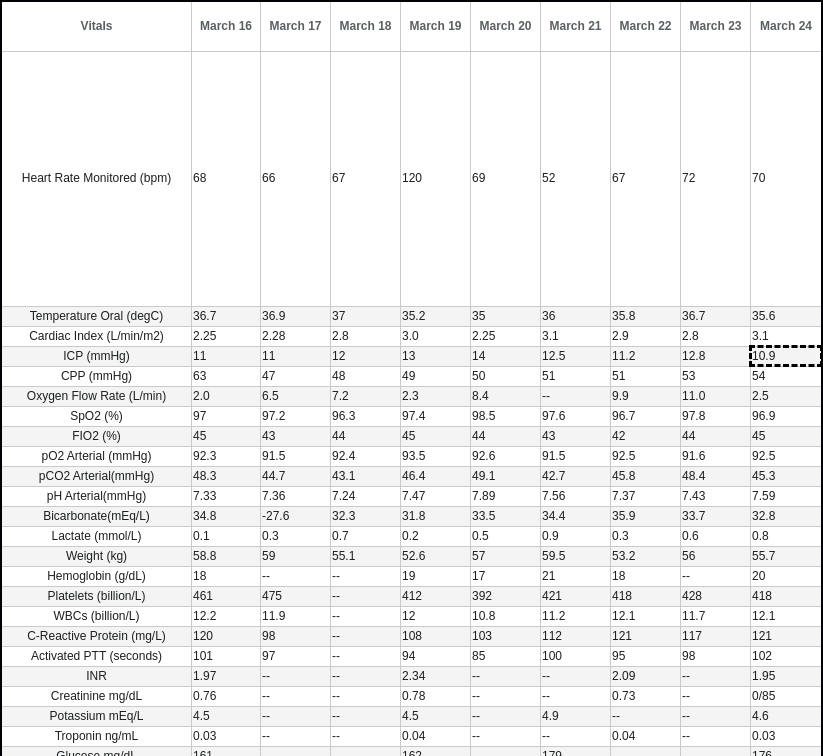 Vitals March 16 March 17 March 18 March 19 March 20 March 21 March 22 March 23 March 24
Heart Rate Monitored (bpm) 68 66 67 120 69 52 67 72 70
Temperature Oral (degC) 36.7 36.9 37 35.2 35 36 35.8 36.7 35.6
Cardiac Index (L/min/m2) 2.25 2.28 2.8 3.0 2.25 3.1 2.9 2.8 3.1
ICP (mmHg) 11 11 12 13 14 12.5 11.2 12.8 10.9
CPP (mmHg) 63 47 48 49 50 51 51 53 54
Oxygen Flow Rate (L/min) 2.0 6.5 7.2 2.3 8.4 -- 9.9 11.0 2.5
SpO2 (%) 97 97.2 96.3 97.4 98.5 97.6 96.7 97.8 96.9
FIO2 (%) 45 43 44 45 44 43 42 44 45
pO2 Arterial (mmHg) 92.3 91.5 92.4 93.5 92.6 91.5 92.5 91.6 92.5
pCO2 Arterial(mmHg) 48.3 44.7 43.1 46.4 49.1 42.7 45.8 48.4 45.3
pH Arterial(mmHg) 7.33 7.36 7.24 7.47 7.89 7.56 7.37 7.43 7.59
Bicarbonate(mEq/L) 34.8 -27.6 32.3 31.8 33.5 34.4 35.9 33.7 32.8
Lactate (mmol/L) 0.1 0.3 0.7 0.2 0.5 0.9 0.3 0.6 0.8
Weight (kg) 58.8 59 55.1 52.6 57 59.5 53.2 56 55.7
Hemoglobin (g/dL) 18 -- -- 19 17 21 18 -- 20
Platelets (billion/L) 461 475 -- 412 392 421 418 428 418
WBCs (billion/L) 12.2 11.9 -- 12 10.8 11.2 12.1 11.7 12.1
C-Reactive Protein (mg/L) 120 98 -- 108 103 112 121 117 121
Activated PTT (seconds) 101 97 -- 94 85 100 95 98 102
INR 1.97 -- -- 2.34 -- -- 2.09 -- 1.95
Creatinine mg/dL 0.76 -- -- 0.78 -- -- 0.73 -- 0/85
Potassium mEq/L 4.5 -- -- 4.5 -- 4.9 -- -- 4.6
Troponin ng/mL 0.03 -- -- 0.04 -- -- 0.04 -- 0.03
Glucose mg/dL 161 -- -- 162 -- 179 -- -- 176